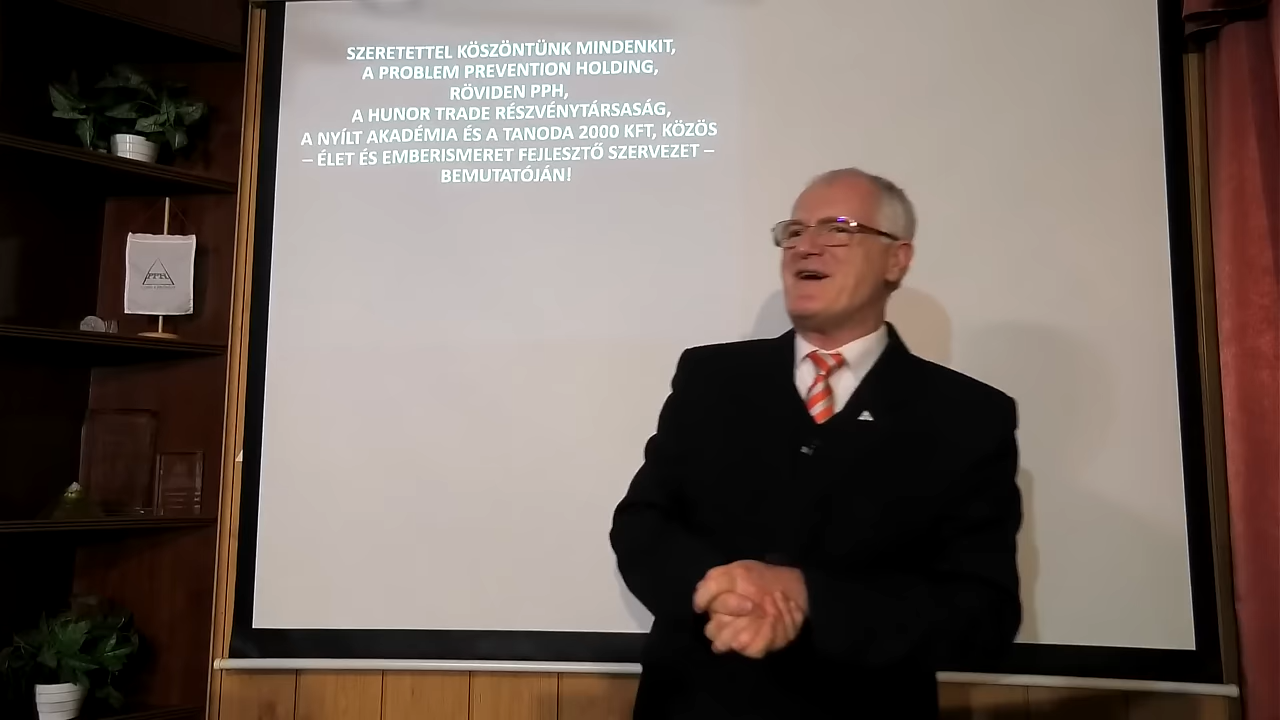 SZERETETTEL KÖSZÖNTÜNK MINDENKIT,
A PROBLEM PREVENTION HOLDING,
RÖVIDEN PPH,
A HUNOR TRADE RÉSZVÉNYTÁRSASÁG,
A NYÍLT AKADÉMIA ÉS A TANODA 2000 KFT, KÖZÖS
– ÉLET ÉS EMBERISMERET FEJLESZTŐ SZERVEZET –
BEMUTATÓJÁN!
PPH